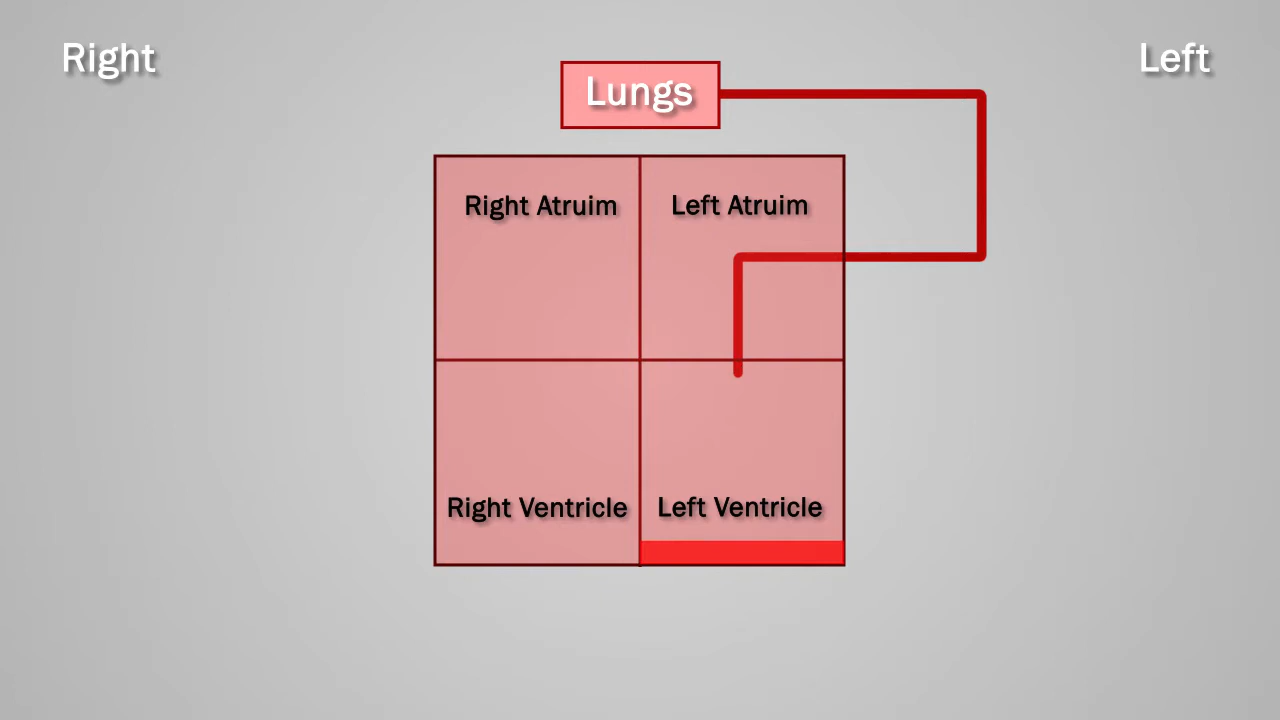 Right
Left
Lungs
Right Atruim
Left Atruim
Right Ventricle
Left Ventricle